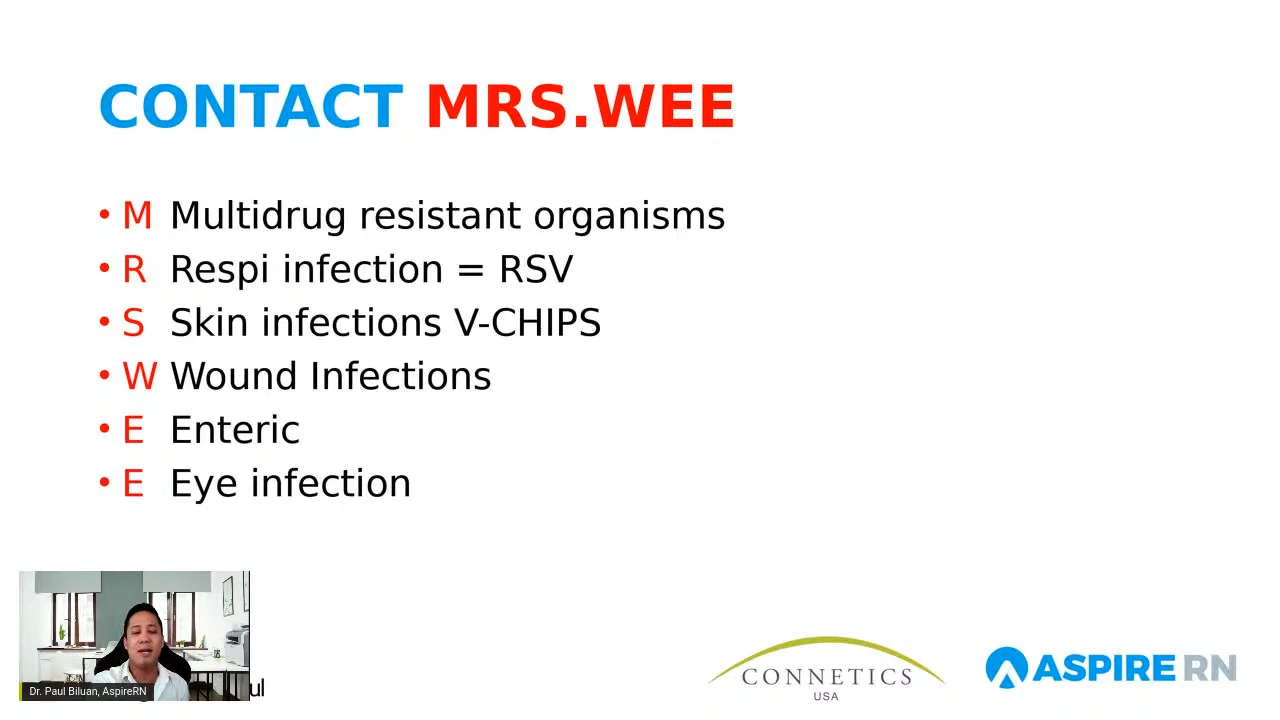 CONTACT MRS.WEE
• M Multidrug resistant organisms
• R Respi infection = RSV
• S Skin infections V-CHIPS
• W Wound Infections
• E Enteric
• E Eye infection
Dr. Paul Biluan, AspireRN
CONNETICS
USA
ASPIRE RN